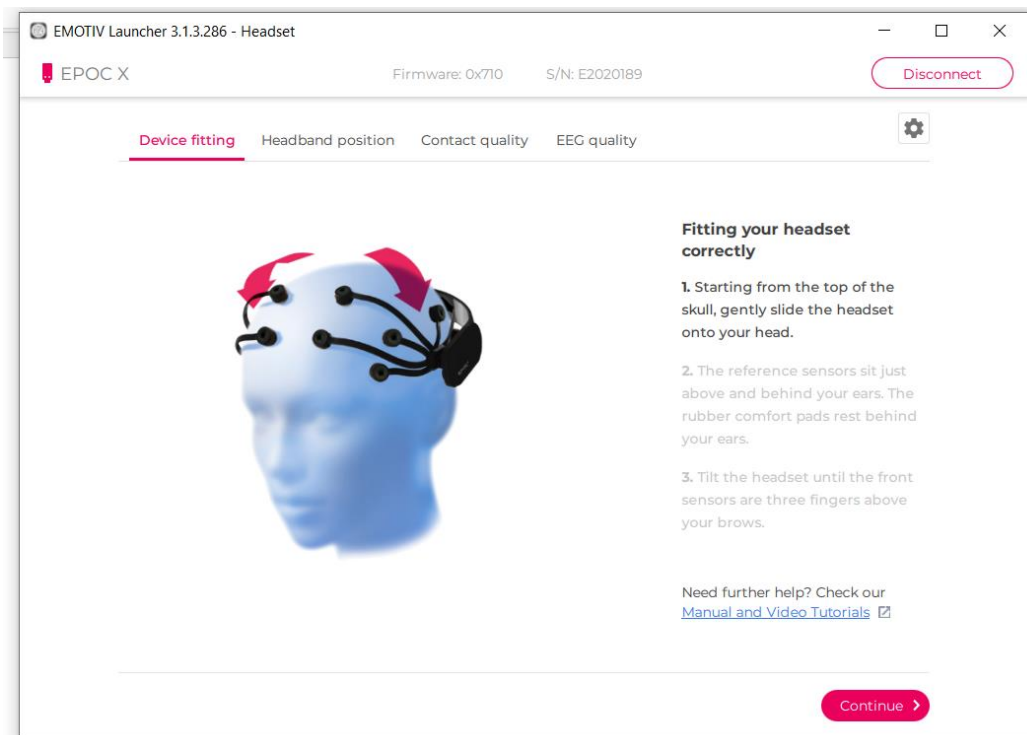 EMOTIV Launcher 3.1.3.286 - Headset
EPOC X
Firmware: 0x710
S/N: E2020189
Disconnect
Device fitting
Headband position
Contact quality
EEG quality
Fitting your headset
correctly
1. Starting from the top of the
skull, gently slide the headset
onto your head.
2. The reference sensors sit just
above and behind your ears. The
rubber comfort pads rest behind
your ears.
3. Tilt the headset until the front
sensors are three fingers above
your brows.
Need further help? Check our
Manual and Video Tutorials
Continue